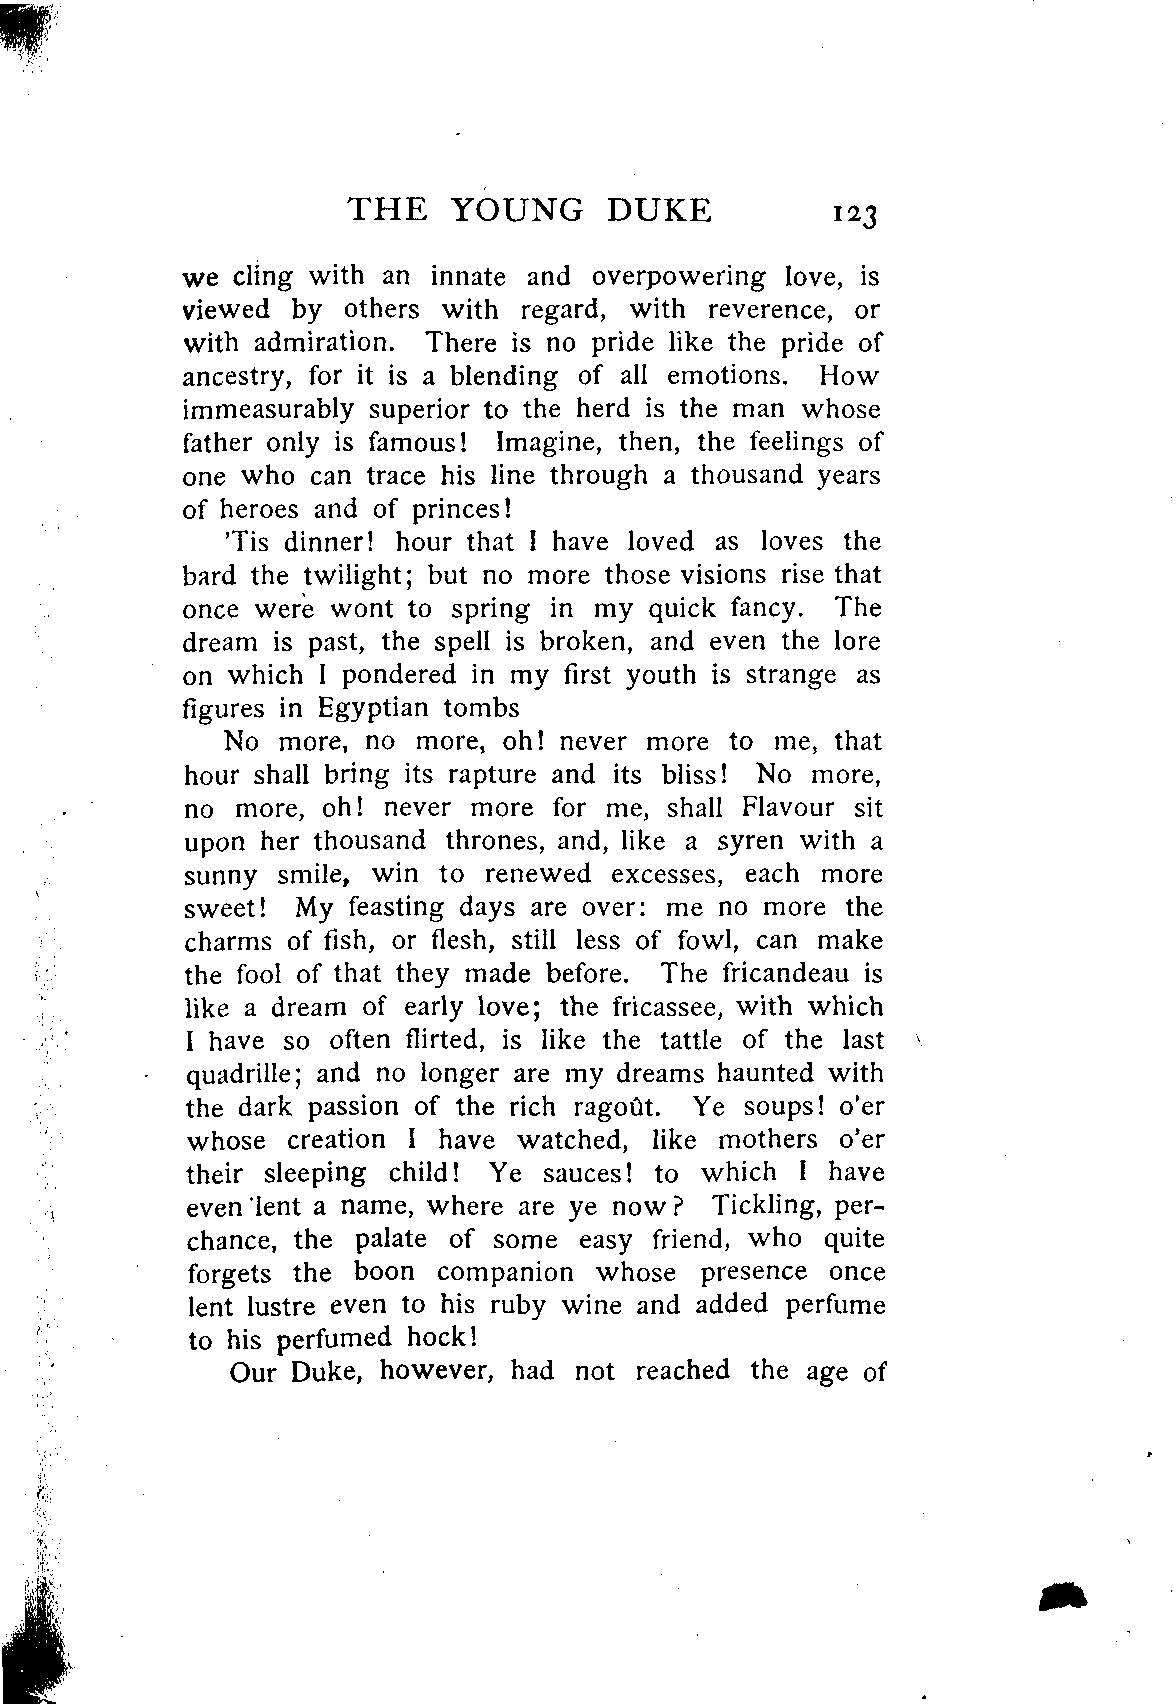 THE YOUNG DUKE 123
we cling with an innate and overpowering love, is
viewed by others with regard, with reverence, or
with admiration. There is no pride like the pride of
ancestry, for it is a blending of all emotions. How
immeasurably superior to the herd is the man whose
father only is famous! Imagine, then, the feelings of
one who can trace his line through a thousand years
of heroes and of princes!
'Tis dinner! hour that I have loved as loves the
bard the twilight; but no more those visions rise that
once were wont to spring in my quick fancy. The
dream is past, the spell is broken, and even the lore
on which I pondered in my first youth is strange as
figures in Egyptian tombs
No more, no more, oh! never more to me, that
hour shall bring its rapture and its bliss! No more,
no more, oh! never more for me, shall Flavour sit
upon her thousand thrones, and, like a syren with a
sunny smile, win to renewed excesses, each more
sweet! My feasting days are over: me no more the
charms of fish, or flesh, still less of fowl, can make
the fool of that they made before. The fricandeau is
like a dream of early love; the fricassee, with which
I have so often flirted, is like the tattle of the last
quadrille; and no longer are my dreams haunted with
the dark passion of the rich ragoût. Ye soups! o'er
whose creation I have watched, like mothers o'er
their sleeping child! Ye sauces! to which I have
even lent a name, where are ye now? Tickling, per-
chance, the palate of some easy friend, who quite
forgets the boon companion whose presence once
lent lustre even to his ruby wine and added perfume
to his perfumed hock!
Our Duke, however, had not reached the age of